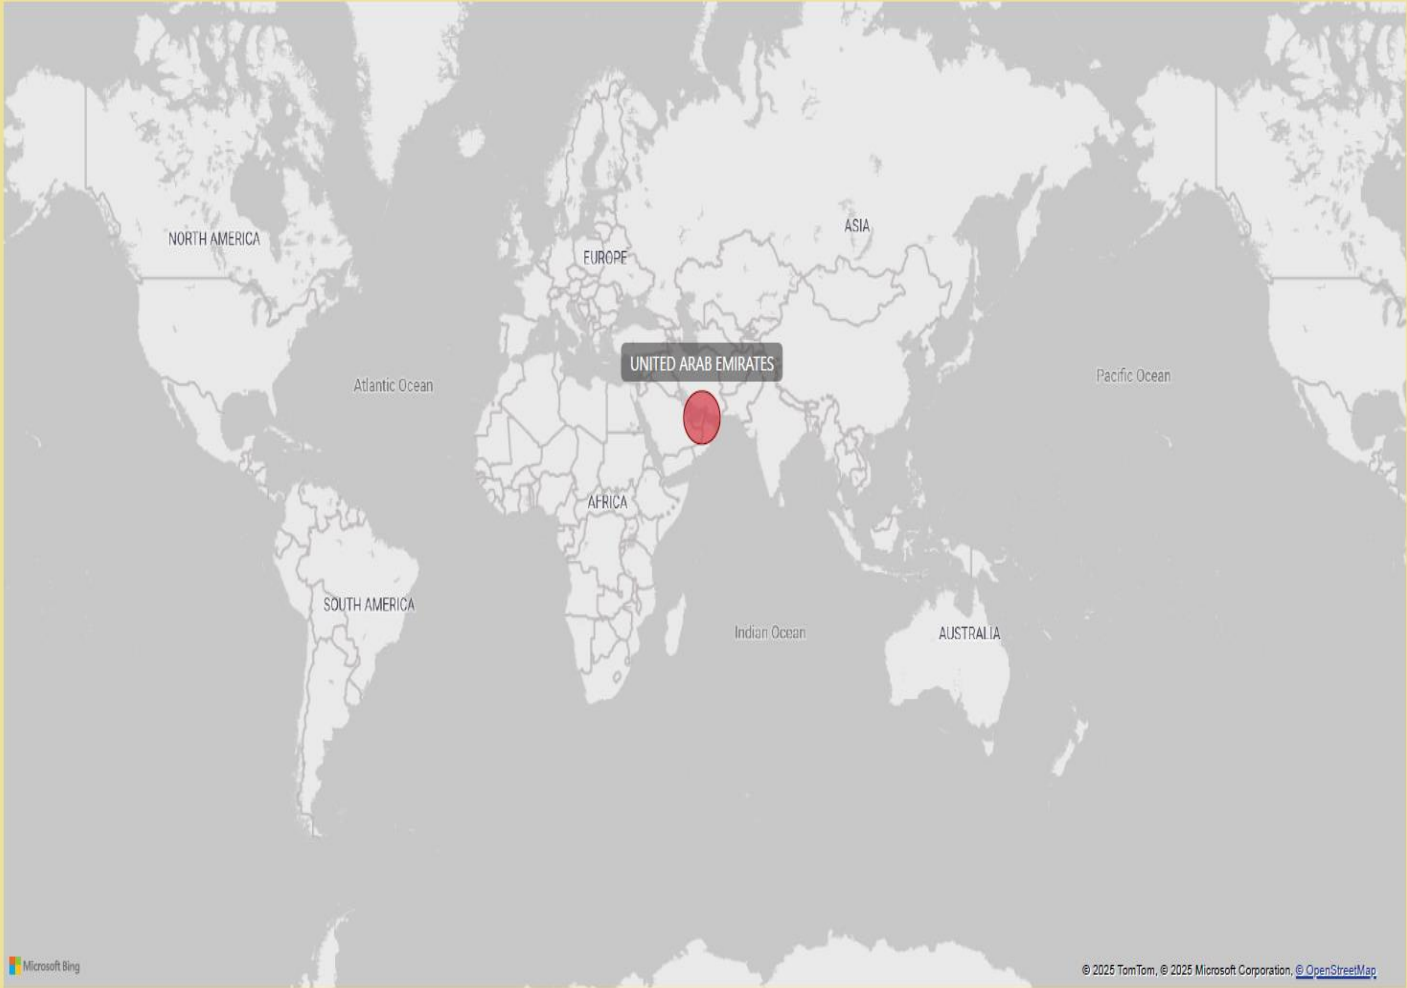 NORTH AMERICA
ASIA
EUROPE
UNITED ARAB EMIRATES
Atlantic Ocean
Pacific Ocean
AFRICA
SOUTH AMERICA
Indian Ocean
AUSTRALIA
Microsoft Bing
© 2025 TomTom, © 2025 Microsoft Corporation, © OpenStreetMap